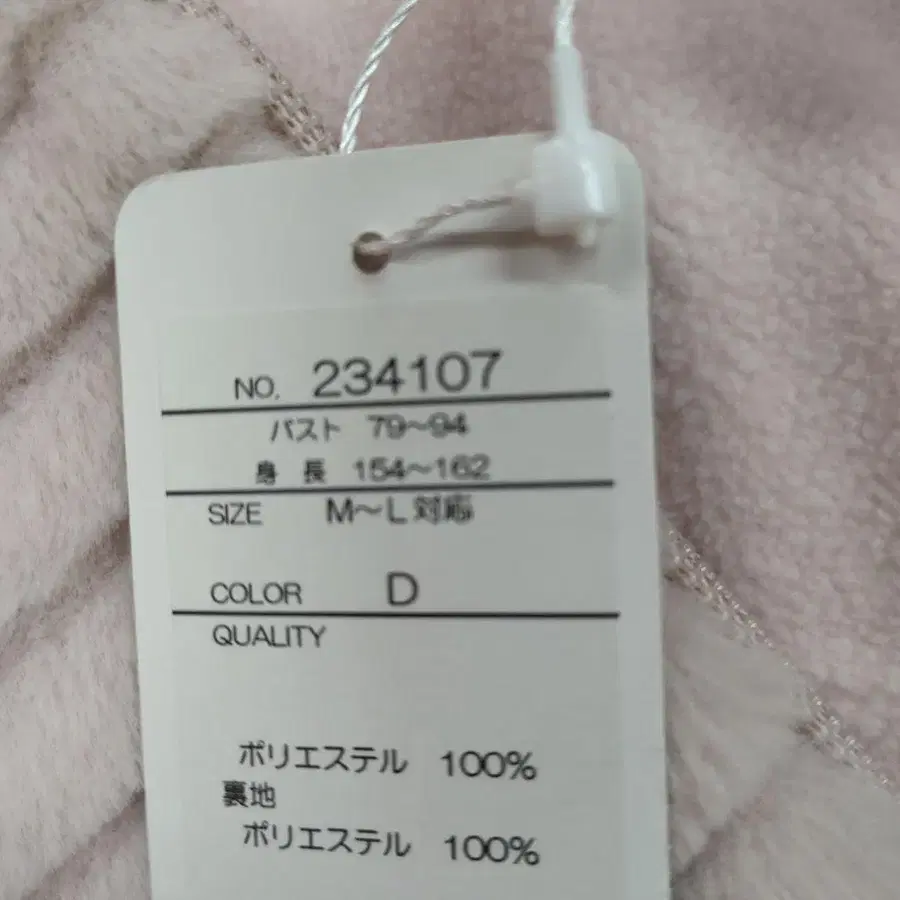 NO. 234107
バスト 79～94
身 長 154～162
SIZE M～L対応
COLOR D
QUALITY
ポリエステル 100%
裏地
ポリエステル 100%